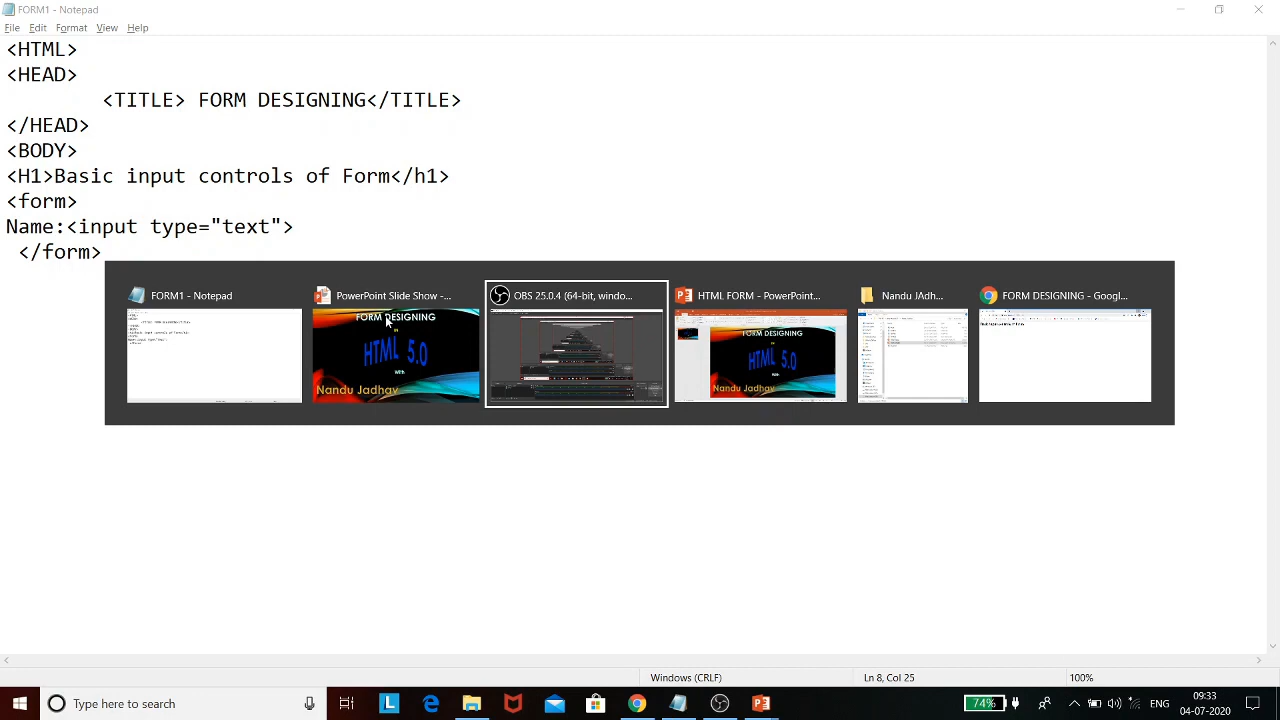 FORM1 - Notepad
File Edit Format View Help
<HTML>
<HEAD>
<TITLE> FORM DESIGNING</TITLE>
</HEAD>
<BODY>
<H1>Basic input controls of Form</h1>
<form>
Name:<input type="text">
</form>
FORM1 - Notepad
PowerPoint Slide Show -...
OBS 25.0.4 (64-bit, windo...
HTML FORM - PowerPoint...
Nandu JAdh...
FORM DESIGNING - Googl...
FORM DESIGNING
in
HTML 5.0
With
Nandu Jadhav
FORM DESIGNING
in
HTML 5.0
With
Nandu Jadhav
Windows (CRLF)
Ln 8, Col 25
100%
Type here to search
L
74%
ENG
09:33
04-07-2020